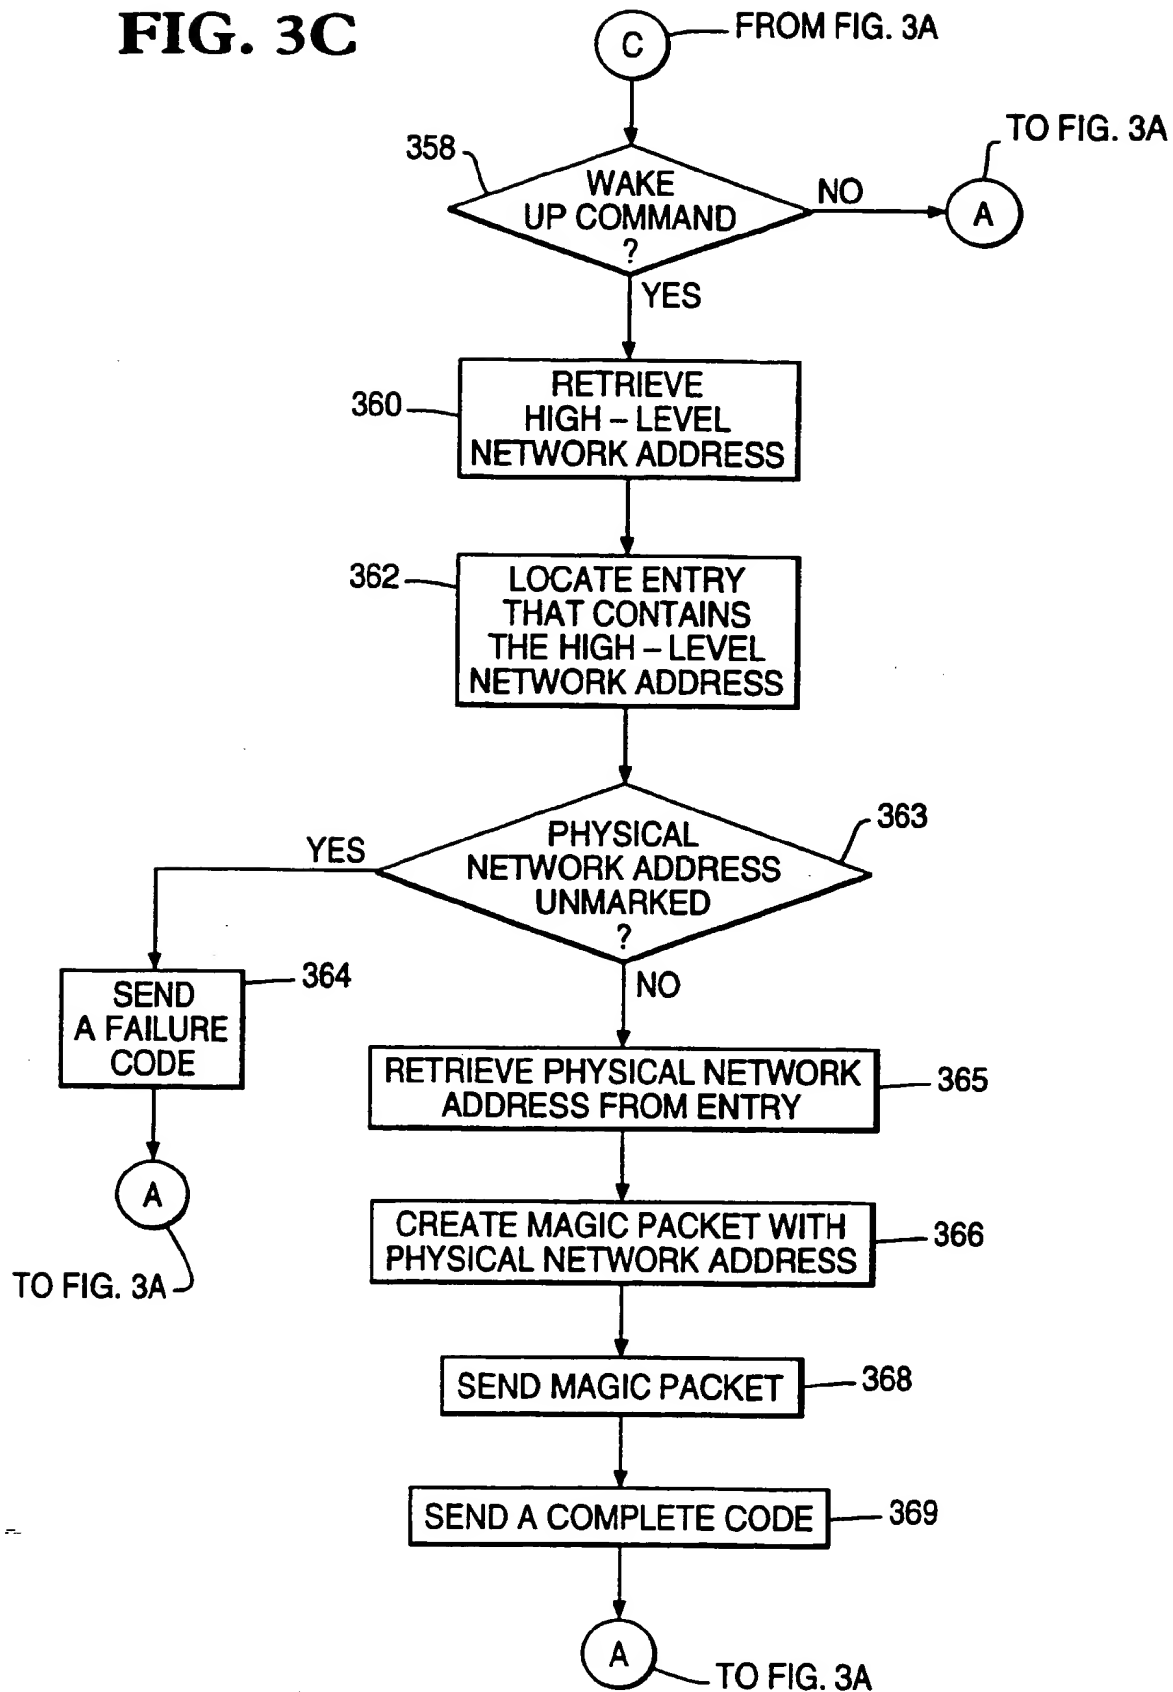 FIG. 3C
C
FROM FIG. 3A
TO FIG. 3A
358
WAKE
UP COMMAND
?
NO
A
YES
360
RETRIEVE
HIGH – LEVEL
NETWORK ADDRESS
362
LOCATE ENTRY
THAT CONTAINS
THE HIGH – LEVEL
NETWORK ADDRESS
363
YES
PHYSICAL
NETWORK ADDRESS
UNMARKED
?
NO
364
SEND
A FAILURE
CODE
RETRIEVE PHYSICAL NETWORK
ADDRESS FROM ENTRY
365
A
TO FIG. 3A
CREATE MAGIC PACKET WITH
PHYSICAL NETWORK ADDRESS
366
SEND MAGIC PACKET
368
SEND A COMPLETE CODE
369
A
TO FIG. 3A